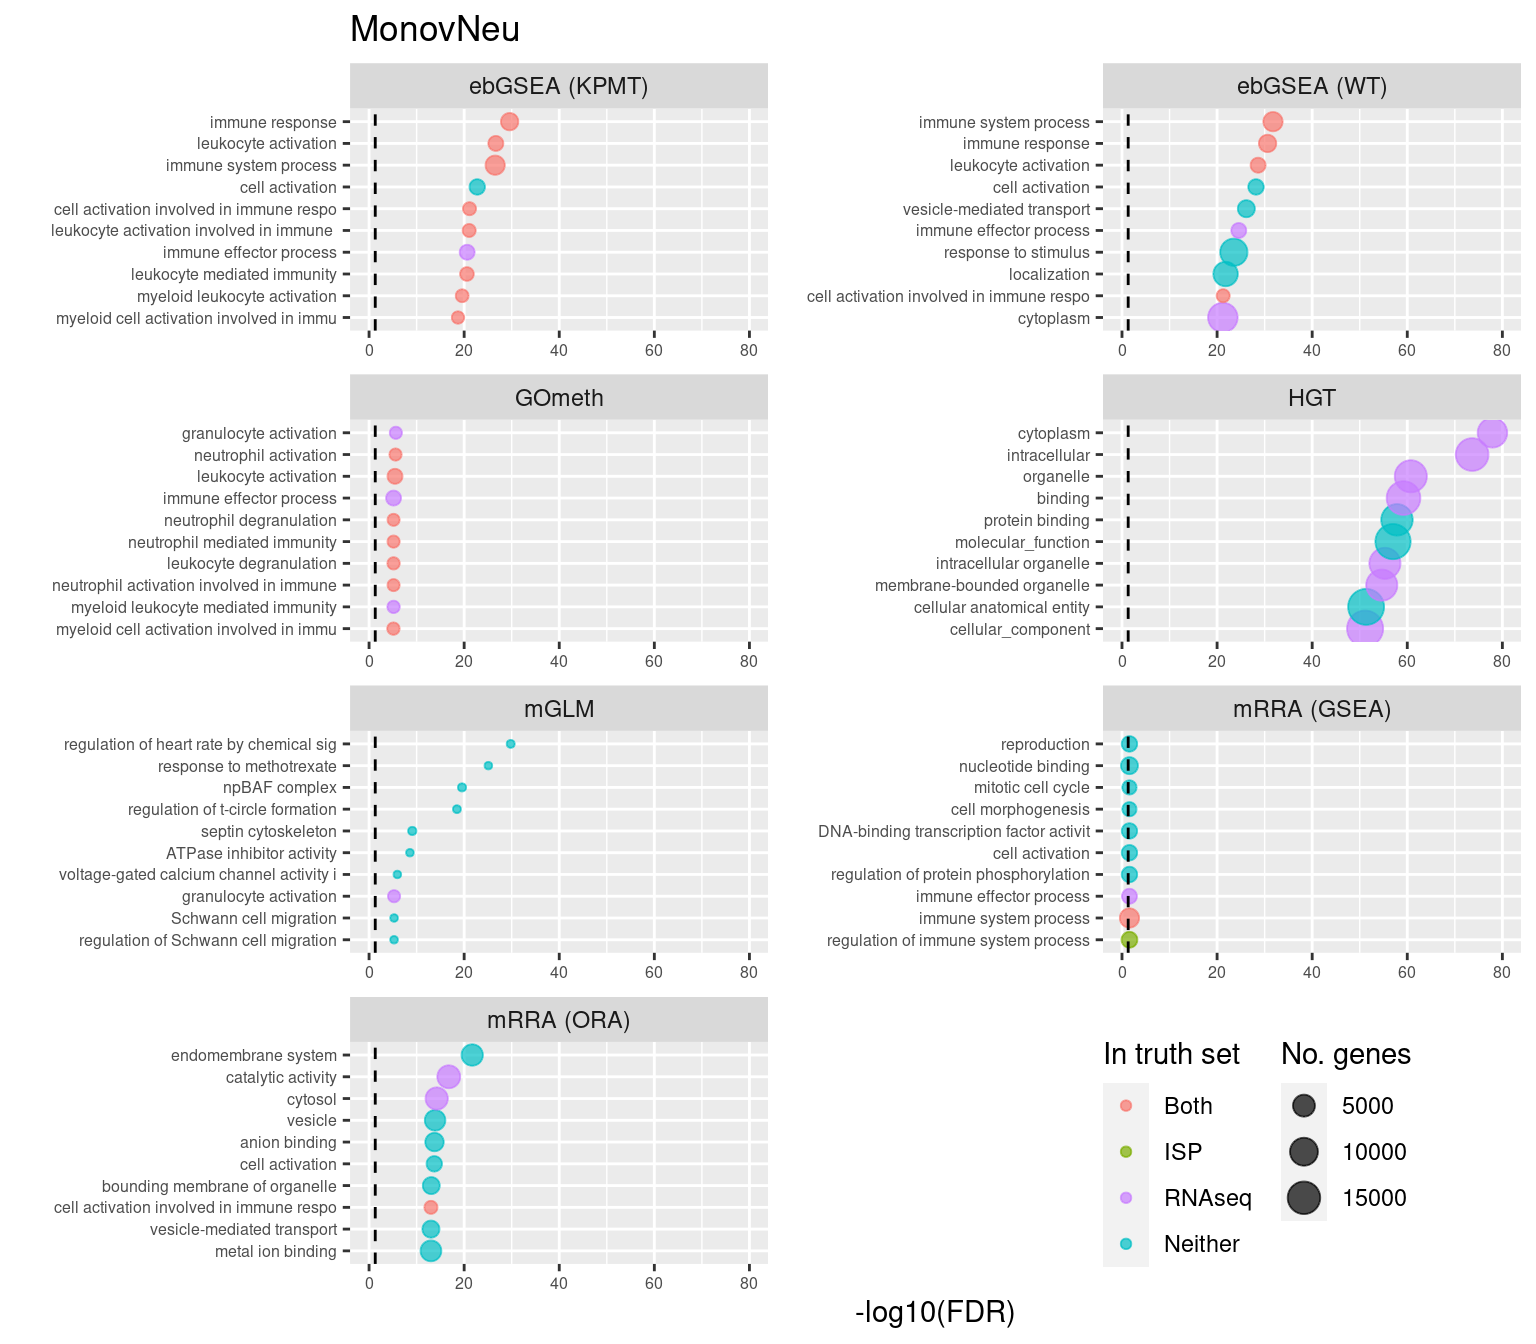 MonovNeu
ebGSEA (KPMT)
immune response
leukocyte activation
immune system process
cell activation
cell activation involved in immune respo
leukocyte activation involved in immune
immune effector process
leukocyte mediated immunity
myeloid leukocyte activation
myeloid cell activation involved in immu
0 20 40 60 80
ebGSEA (WT)
immune system process
immune response
leukocyte activation
cell activation
vesicle-mediated transport
immune effector process
response to stimulus
localization
cell activation involved in immune respo
cytoplasm
0 20 40 60 80
GOmeth
granulocyte activation
neutrophil activation
leukocyte activation
immune effector process
neutrophil degranulation
neutrophil mediated immunity
leukocyte degranulation
neutrophil activation involved in immune
myeloid leukocyte mediated immunity
myeloid cell activation involved in immu
0 20 40 60 80
HGT
cytoplasm
intracellular
organelle
binding
protein binding
molecular_function
intracellular organelle
membrane-bounded organelle
cellular anatomical entity
cellular_component
0 20 40 60 80
mGLM
regulation of heart rate by chemical sig
response to methotrexate
npBAF complex
regulation of t-circle formation
septin cytoskeleton
ATPase inhibitor activity
voltage-gated calcium channel activity i
granulocyte activation
Schwann cell migration
regulation of Schwann cell migration
0 20 40 60 80
mRRA (GSEA)
reproduction
nucleotide binding
mitotic cell cycle
cell morphogenesis
DNA-binding transcription factor activit
cell activation
regulation of protein phosphorylation
immune effector process
immune system process
regulation of immune system process
0 20 40 60 80
mRRA (ORA)
endomembrane system
catalytic activity
cytosol
vesicle
anion binding
cell activation
bounding membrane of organelle
cell activation involved in immune respo
vesicle-mediated transport
metal ion binding
0 20 40 60 80
In truth set
Both
ISP
RNAseq
Neither
No. genes
5000
10000
15000
-log10(FDR)